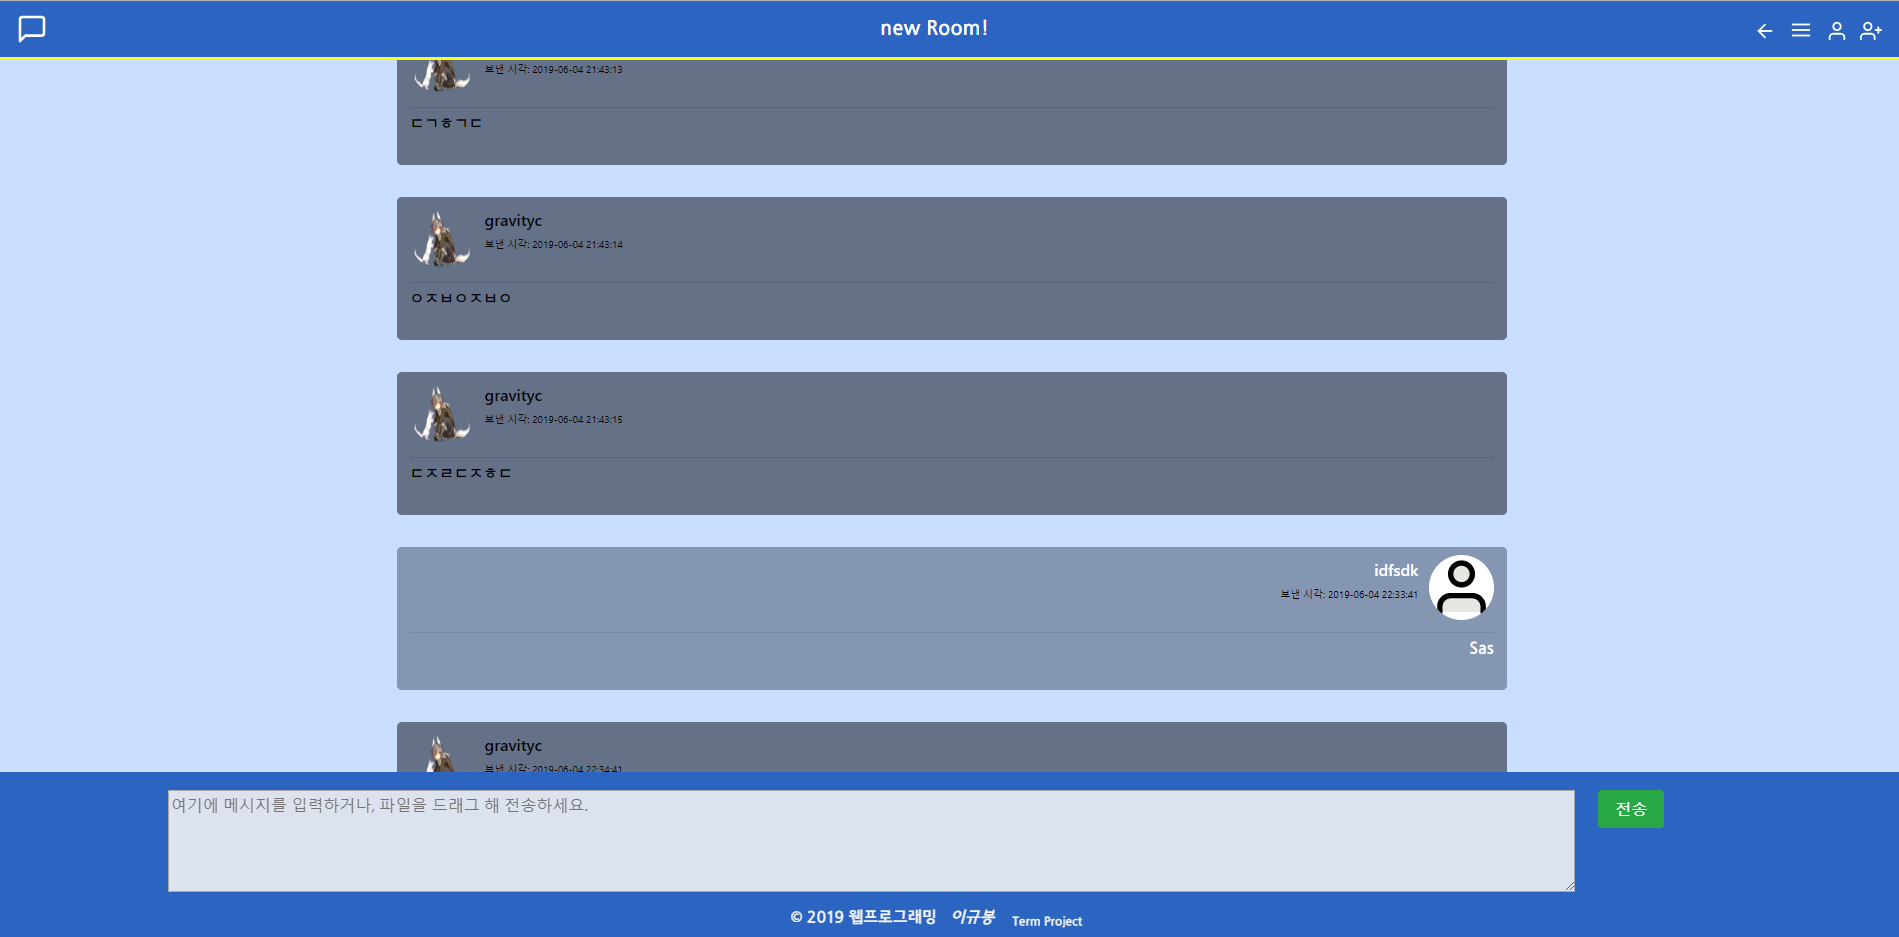 new Room!
보낸 시각: 2019-06-04 21:43:13
ㄷㄱㅎㄱㄷ
gravityc
보낸 시각: 2019-06-04 21:43:14
ㅇㅈㅂㅇㅈㅂㅇ
gravityc
보낸 시각: 2019-06-04 21:43:15
ㄷㅈㄹㄷㅈㅎㄷ
idfsdk
보낸 시각: 2019-06-04 22:33:41
Sas
gravityc
보낸 시각: 2019-06-04 22:34:41
여기에 메시지를 입력하거나, 파일을 드래그 해 전송하세요.
전송
© 2019 웹프로그래밍 이규봉 Term Project